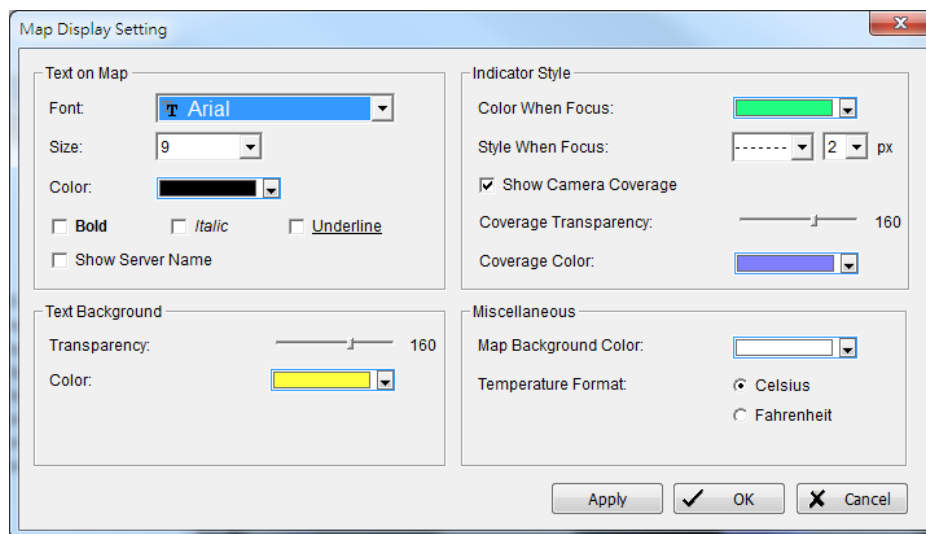 Map Display Setting
Text on Map
Font: Arial
Size: 9
Color:
Bold Italic Underline
Show Server Name
Text Background
Transparency: 160
Color:
Indicator Style
Color When Focus:
Style When Focus: 2 px
Show Camera Coverage
Coverage Transparency: 160
Coverage Color:
Miscellaneous
Map Background Color:
Temperature Format: Celsius
Fahrenheit
Apply OK Cancel